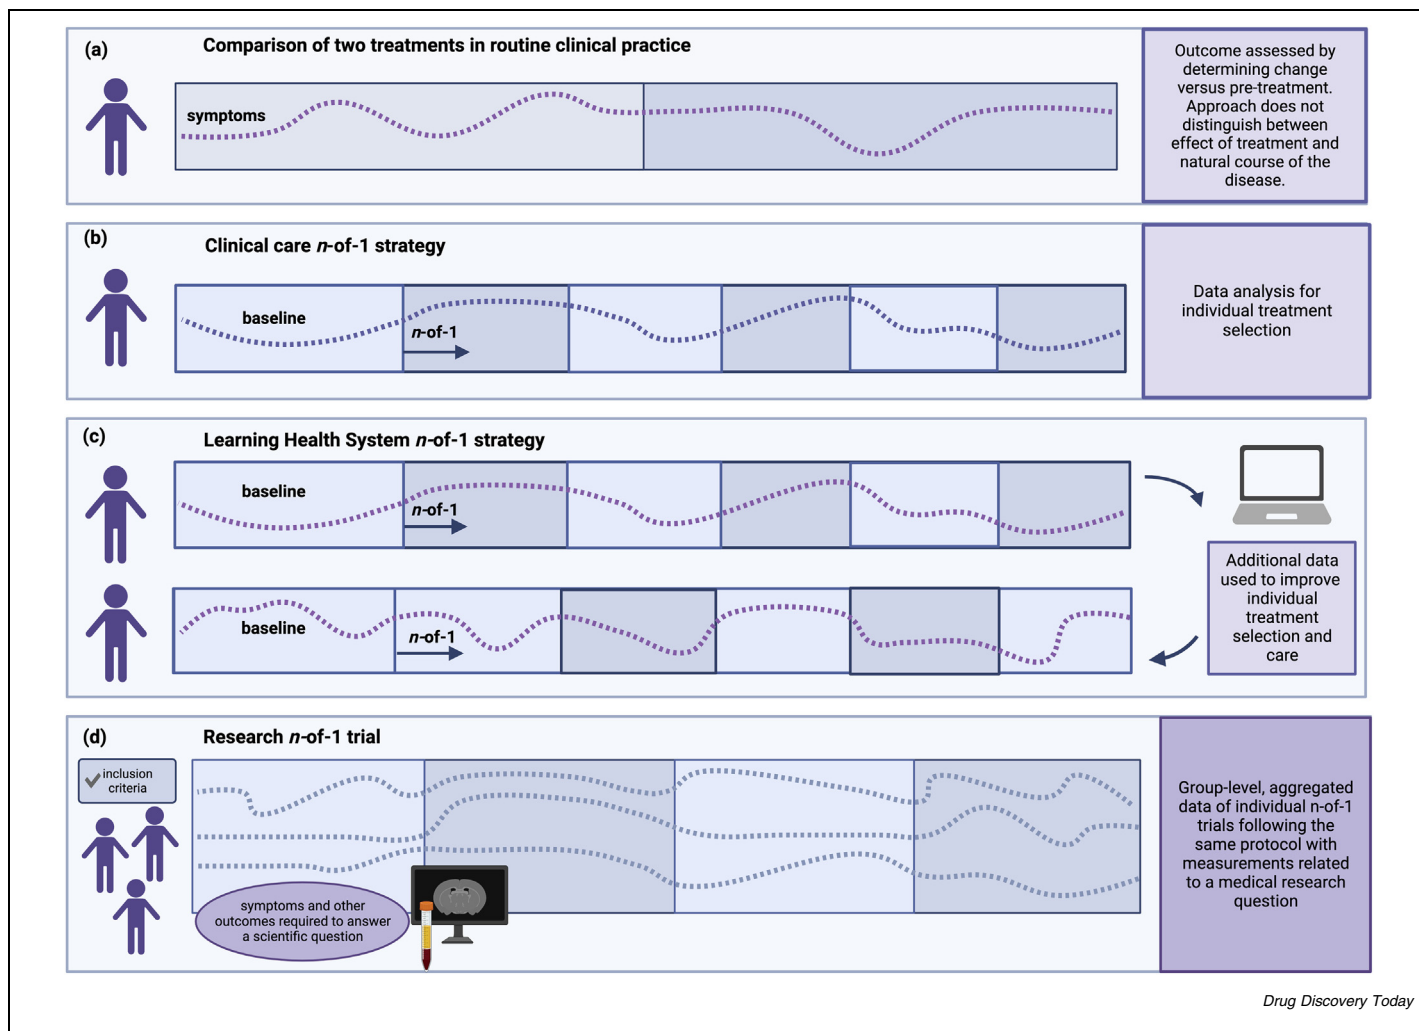 (a)
Comparison of two treatments in routine clinical practice
symptoms
Outcome assessed by
determining change
versus pre-treatment.
Approach does not
distinguish between
effect of treatment and
natural course of the
disease.
(b)
Clinical care n-of-1 strategy
baseline
n-of-1
Data analysis for
individual treatment
selection
(c)
Learning Health System n-of-1 strategy
baseline
n-of-1
baseline
n-of-1
Additional data
used to improve
individual
treatment
selection and
care
(d)
Research n-of-1 trial
inclusion
criteria
symptoms and other
outcomes required to answer
a scientific question
Group-level, aggregated
data of individual n-of-1
trials following the
same protocol with
measurements related
to a medical research
question
Drug Discovery Today